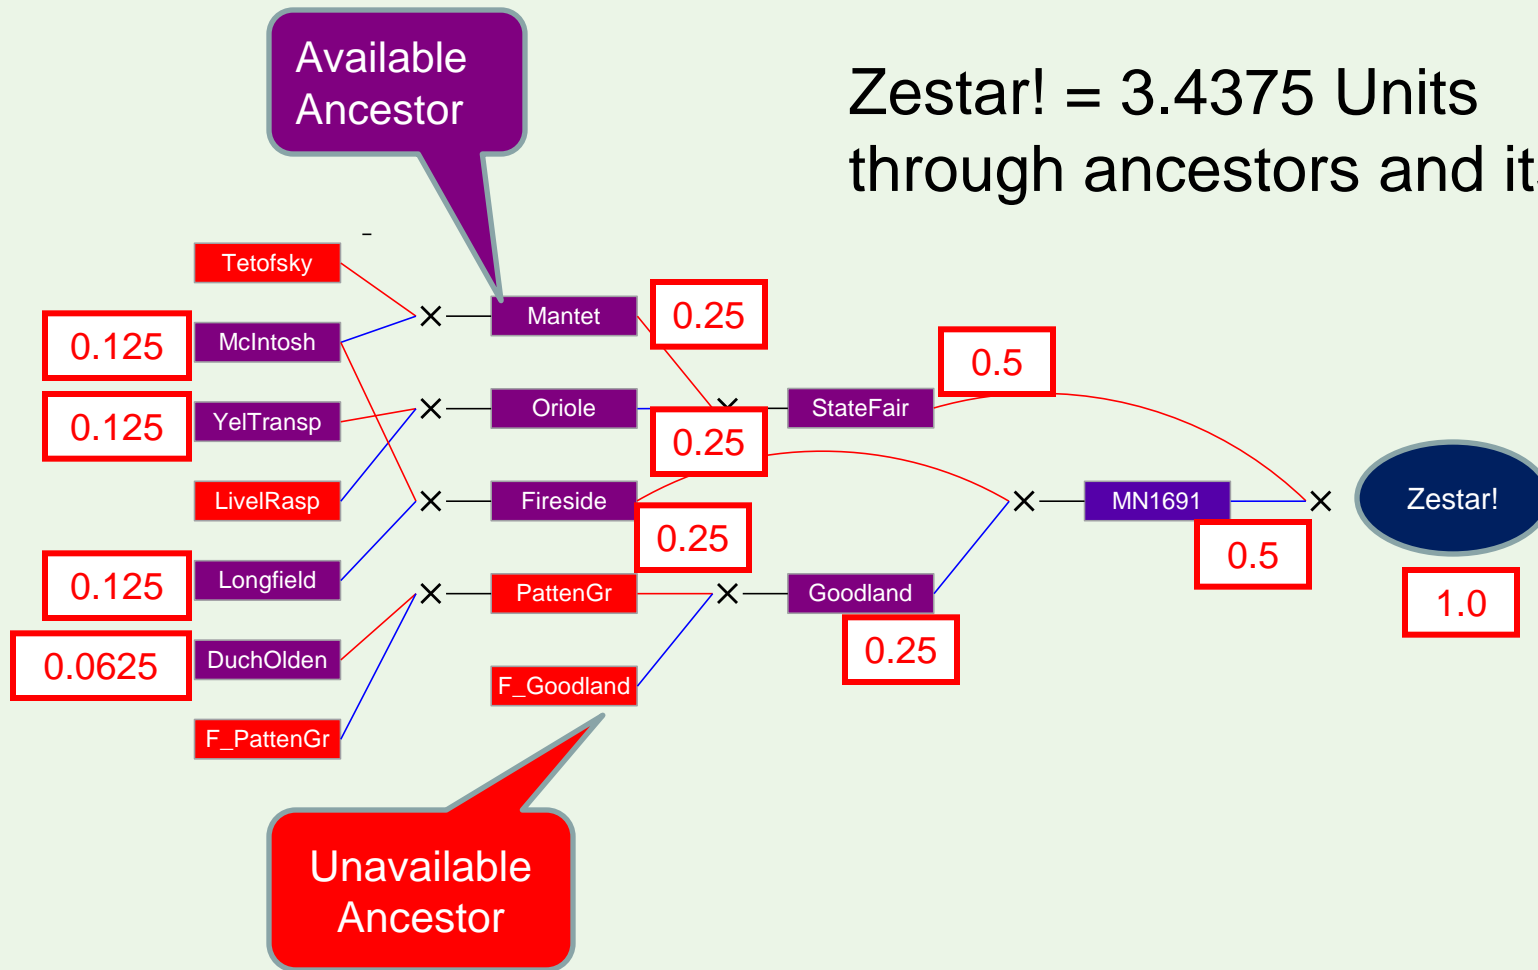 Available
Ancestor
Zestar! = 3.4375 Units
through ancestors and its
Tetofsky
McIntosh
0.125
YelTransp
0.125
LivelRasp
Longfield
0.125
DuchOlden
0.0625
F_PattenGr
Mantet
0.25
Oriole
0.25
Fireside
0.25
PattenGr
F_Goodland
StateFair
0.5
Goodland
0.25
MN1691
0.5
Zestar!
1.0
Unavailable
Ancestor